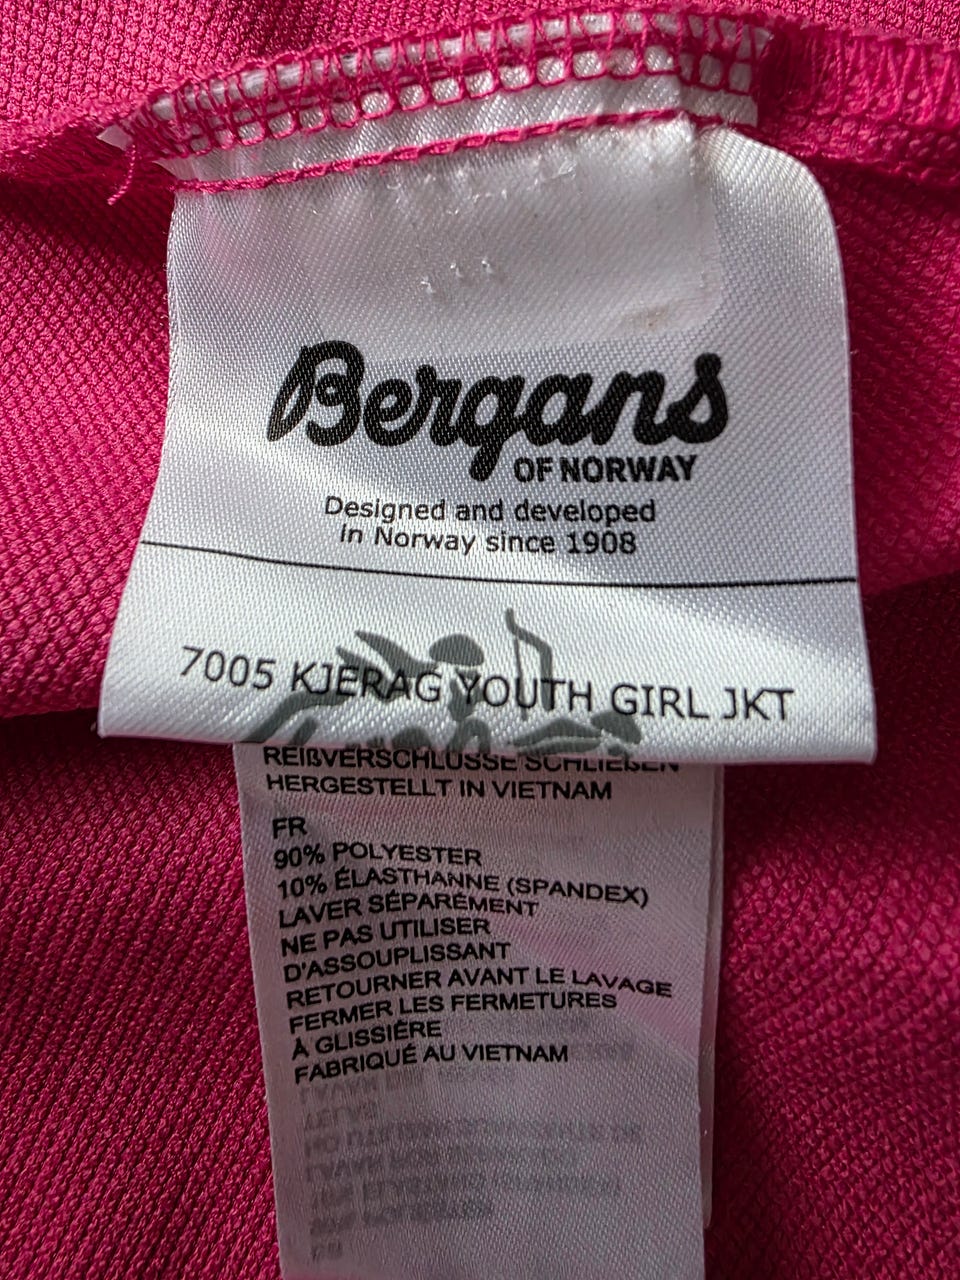 Bergans
OF NORWAY
Designed and developed
in Norway since 1908
7005 KJERAG YOUTH GIRL JKT
REIẞVERSCHLÜSSE SCHLIEẞEN
HERGESTELLT IN VIETNAM
FR
90% POLYESTER
10% ÉLASTHANNE (SPANDEX)
LAVER SÉPARÉMENT
NE PAS UTILISER
D'ASSOUPLISSANT
RETOURNER AVANT LE LAVAGE
FERMER LES FERMETURES
À GLISSIÈRE
FABRIQUÉ AU VIETNAM